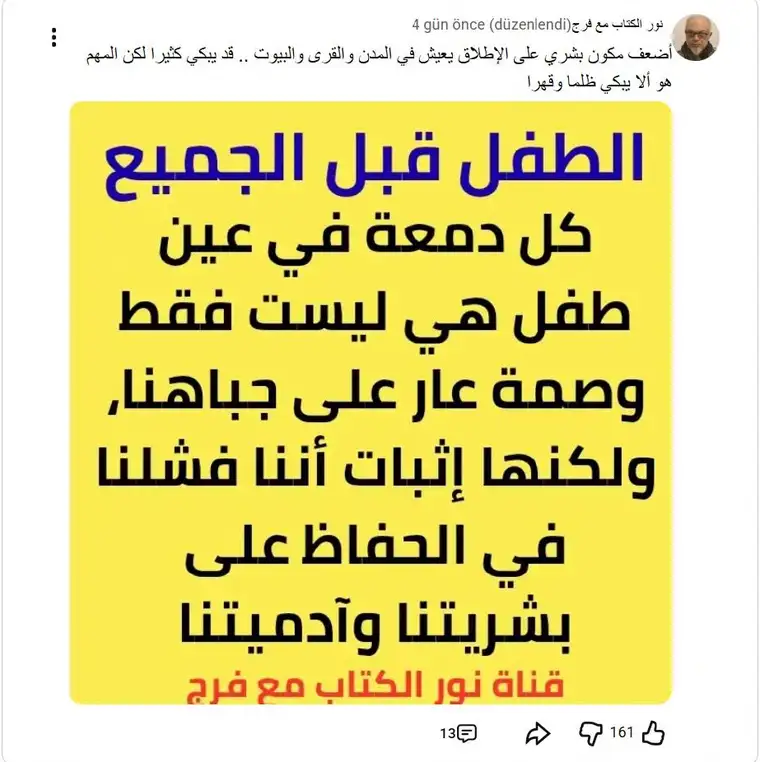 نور الكتاب مع فرج 4 gün önce (düzenlendi)
أضعف مكون بشري على الإطلاق يعيش في المدن والقرى والبيوت .. قد يبكي كثيرا لكن المهم
هو ألا يبكي ظلما وقهرا
الطفل قبل الجميع
كل دمعة في عين
طفل هي ليست فقط
وصمة عار على جباهنا,
ولكنها إثبات أننا فشلنا
في الحفاظ على
بشريتنا وآدميتنا
قناة نور الكتاب مع فرج
161 13